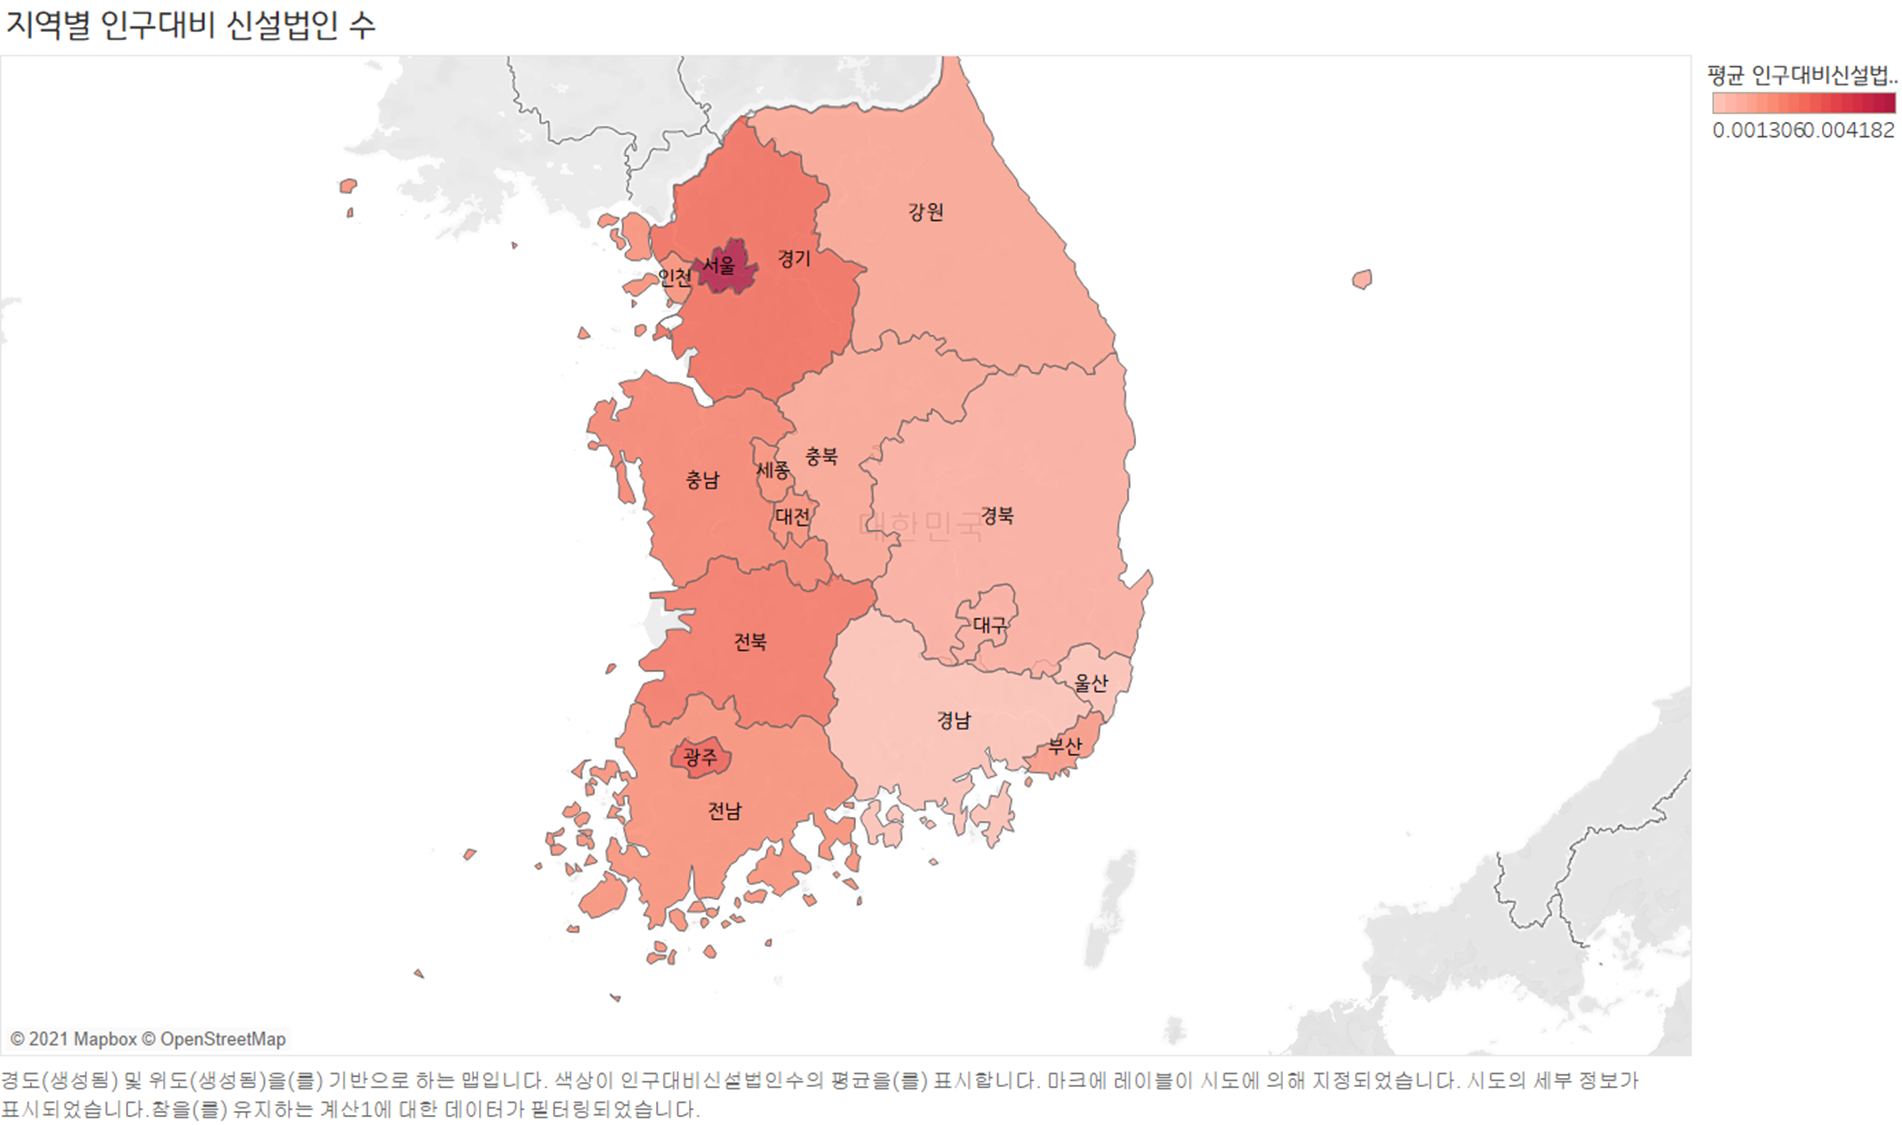 지역별 인구대비 신설법인 수
평균 인구대비신설법..
0.001306 0.004182
강원
경기
서울
인천
충북
세종
충남
대전
대한민국
경북
대구
전북
울산
경남
부산
광주
전남
© 2021 Mapbox © OpenStreetMap
경도(생성됨) 및 위도(생성됨)을(를) 기반으로 하는 맵입니다. 색상이 인구대비신설법인수의 평균을(를) 표시합니다. 마크에 레이블이 시도에 의해 지정되었습니다. 시도의 세부 정보가
표시되었습니다.참을(를) 유지하는 계산1에 대한 데이터가 필터링되었습니다.